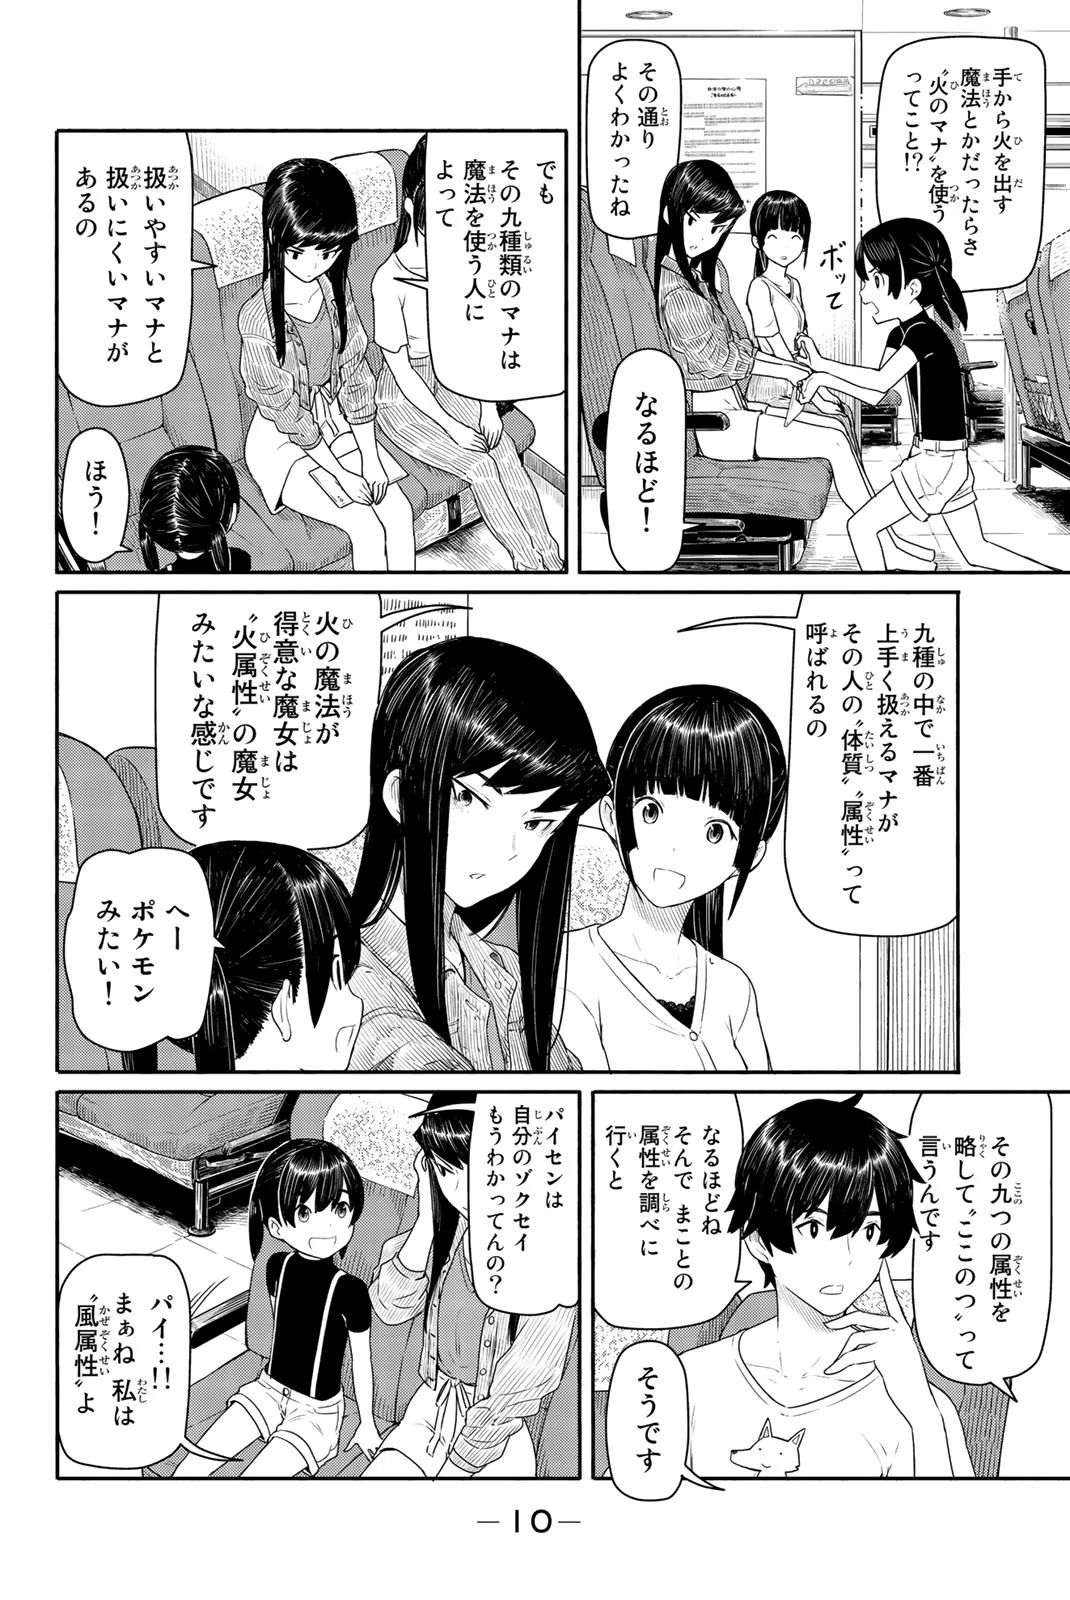 手から火を出す
魔法とかだったらさ
〝火のマナ〟を使う
ってこと!?
ボッて
その通り
よくわかったね
なるほど!
でも
その九種類のマナは
魔法を使う人に
よって
扱いやすいマナと
扱いにくいマナが
あるの
ほう!
九種の中で一番
上手く扱えるマナが
その人の〝体質〟〝属性〟って
呼ばれるの
火の魔法が
得意な魔女は
〝火属性〟の魔女
みたいな感じです
へー
ポケモン
みたい!
その九つの属性を
略して〝ここのつ〟って
言うんです
なるほどね
そんで まことの
属性を調べに
行くと
そうです
パイセンは
自分のゾクセイ
もうわかってんの?
パイ…!!
まぁね 私は
〝風属性〟よ
—10—